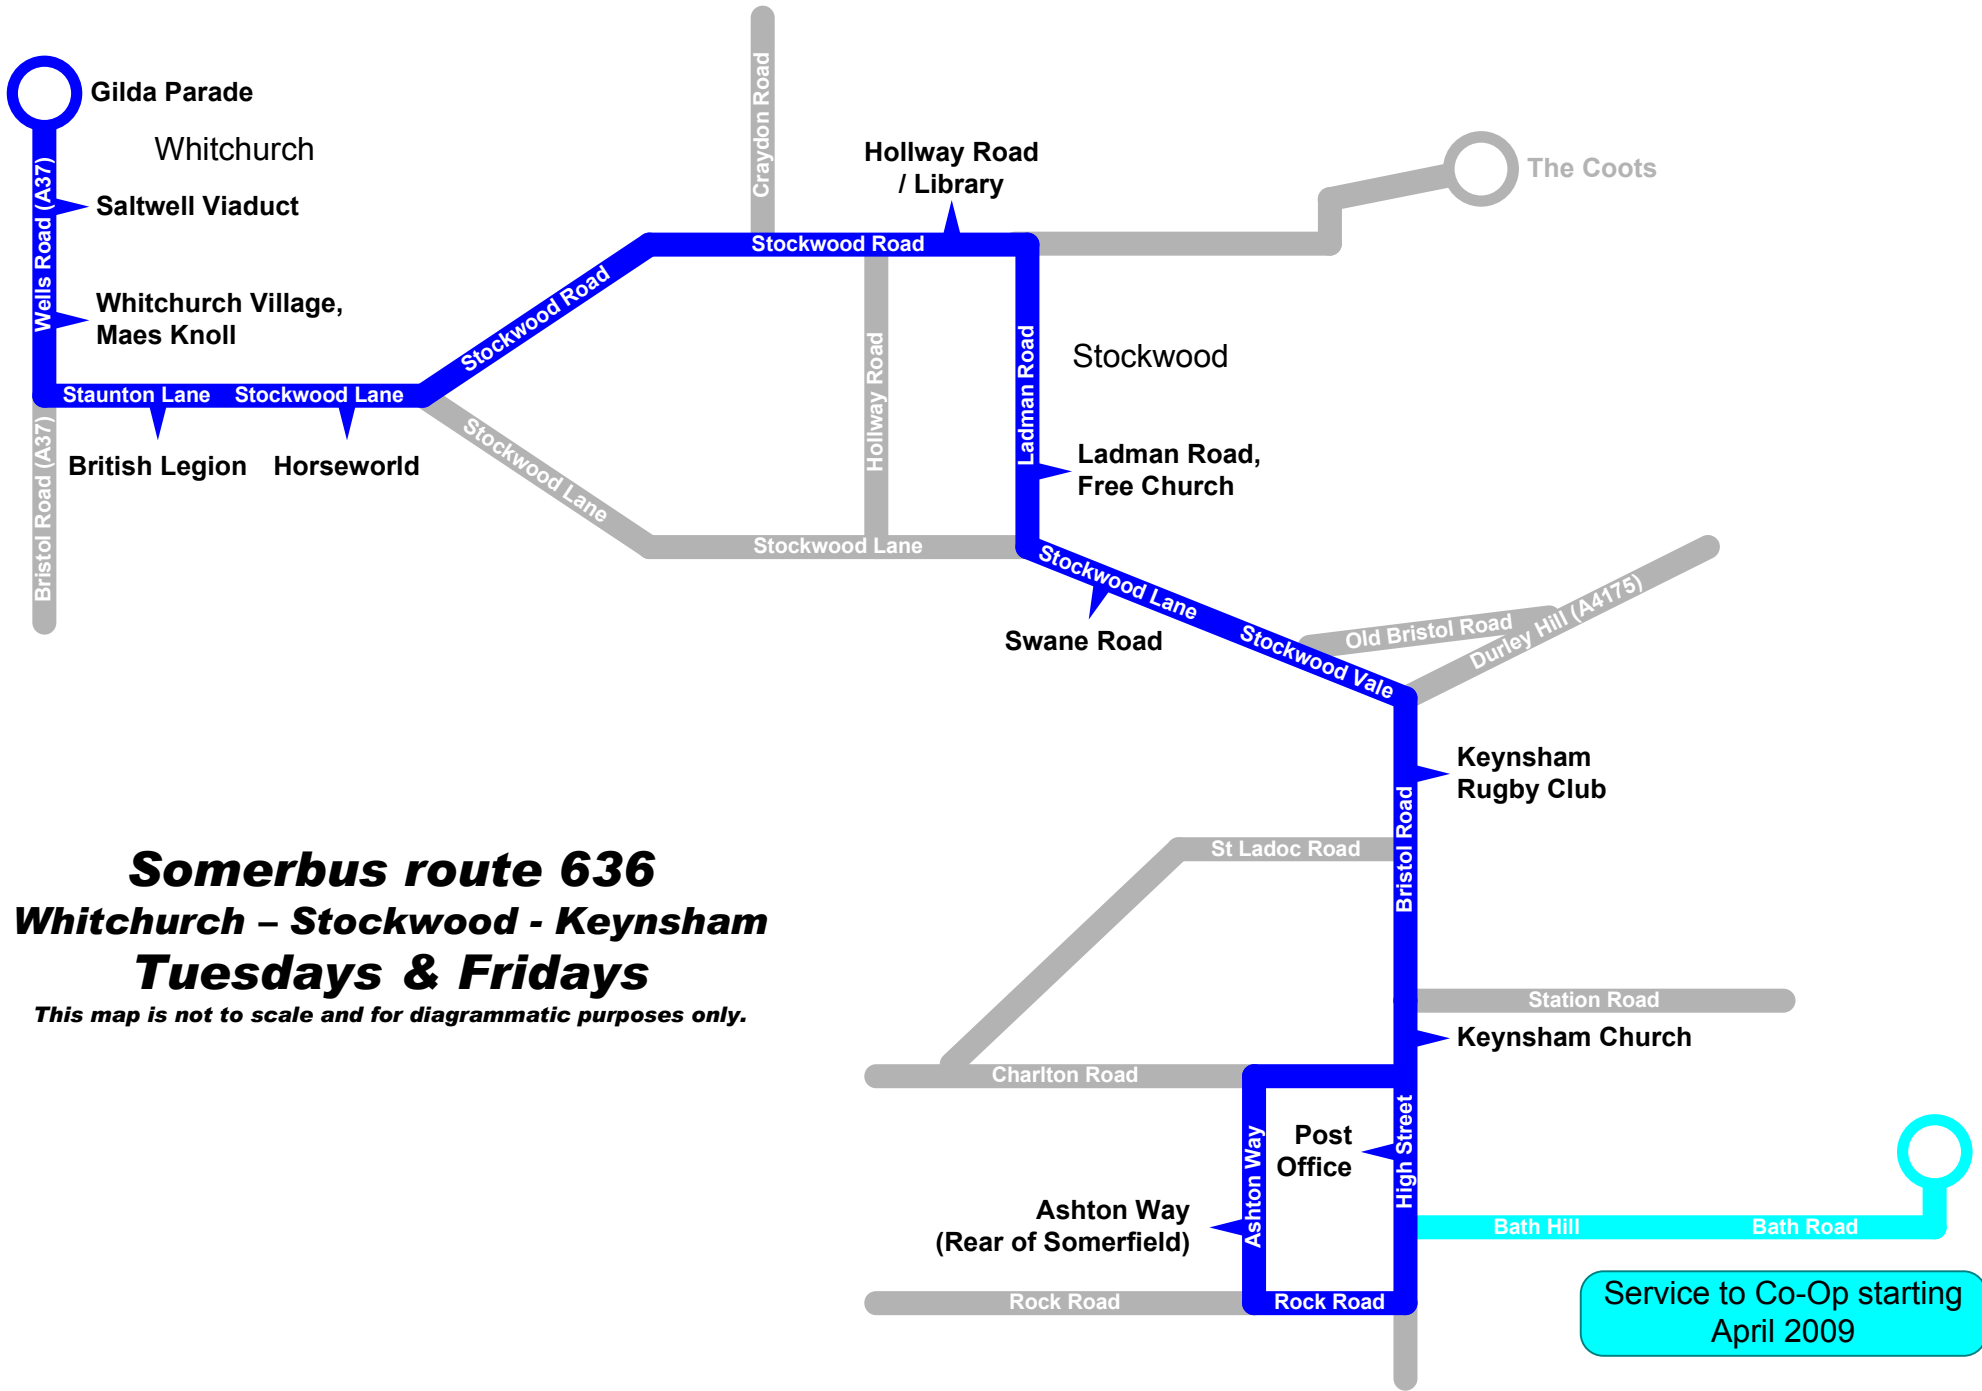 Gilda Parade
Whitchurch
Craydon Road
Hollway Road
/ Library
The Coots
Wells Road (A37)
Saltwell Viaduct
Stockwood Road
Whitchurch Village,
Maes Knoll
Stockwood Road
Hollway Road
Ladman Road
Stockwood
Staunton Lane
Stockwood Lane
British Legion
Horseworld
Bristol Road (A37)
Stockwood Lane
Ladman Road,
Free Church
Stockwood Lane
Stockwood Lane
Swane Road
Stockwood Vale
Old Bristol Road
Durley Hill (A4175)
Keynsham
Rugby Club
Bristol Road
St Ladoc Road
Somerbus route 636
Whitchurch – Stockwood - Keynsham
Tuesdays & Fridays
This map is not to scale and for diagrammatic purposes only.
Station Road
Keynsham Church
Charlton Road
Post
Office
High Street
Ashton Way
Ashton Way
(Rear of Somerfield)
Bath Hill
Bath Road
Rock Road
Rock Road
Service to Co-Op starting
April 2009